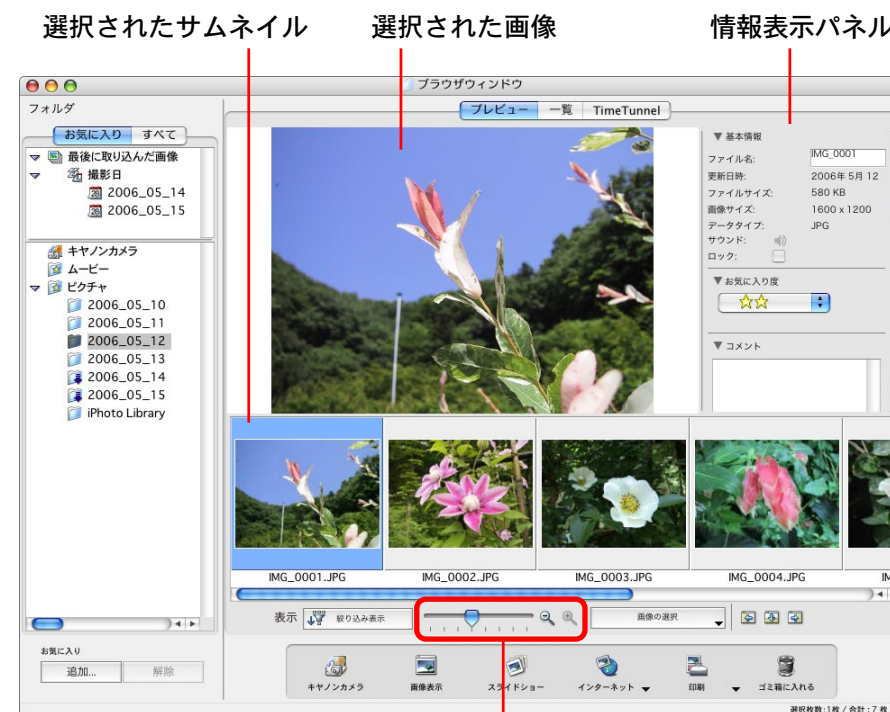 選択されたサムネイル
選択された画像
情報表示パネル
ブラウザウィンドウ
フォルダ
プレビュー 一覧 TimeTunnel
お気に入り すべて
最後に取り込んだ画像
撮影日
2006_05_14
2006_05_15
キヤノンカメラ
ムービー
ピクチャ
2006_05_10
2006_05_11
2006_05_12
2006_05_13
2006_05_14
2006_05_15
iPhoto Library
お気に入り
追加... 解除
基本情報
ファイル名: IMG_0001
更新日時: 2006年 5月 12
ファイルサイズ: 580 KB
画像サイズ: 1600 x 1200
データタイプ: JPG
サウンド:
ロック:
お気に入り度
コメント
IMG_0001.JPG IMG_0002.JPG IMG_0003.JPG IMG_0004.JPG
表示 絞り込み表示 画像の選択
キヤノンカメラ 画像表示 スライドショー インターネット 印刷 ゴミ箱に入れる
選択枚数:1枚 / 合計:7 枚